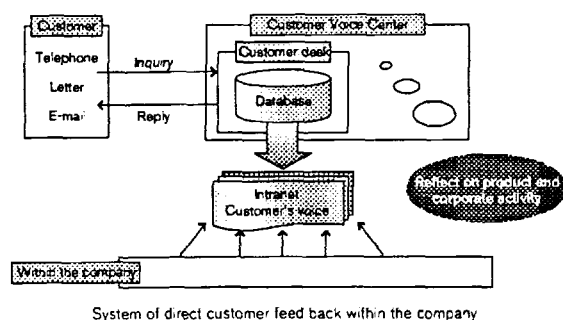 Customer
Telephone
Letter
E-mail
Inquiry
Reply
Customer Voice Center
Customer desk
Database
Intranet
Customer's voice
Reflect on product and
corporate activity
Within the company
System of direct customer feed back within the company